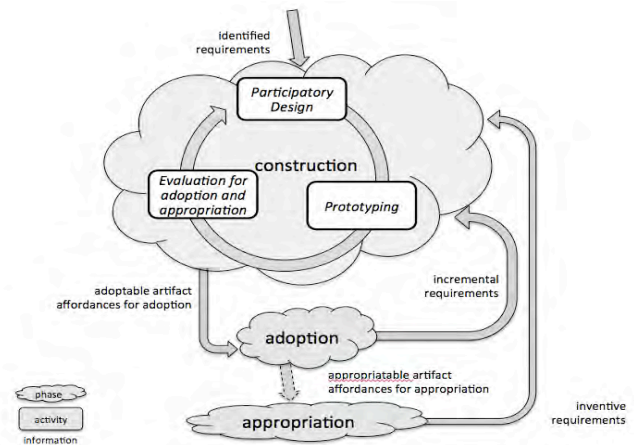 identified
requirements
Participatory
Design
construction
Evaluation for
adoption and
appropriation
Prototyping
adoptable artifact
affordances for adoption
incremental
requirements
adoption
appropriatable artifact
affordances for appropriation
phase
activity
information
appropriation
inventive
requirements